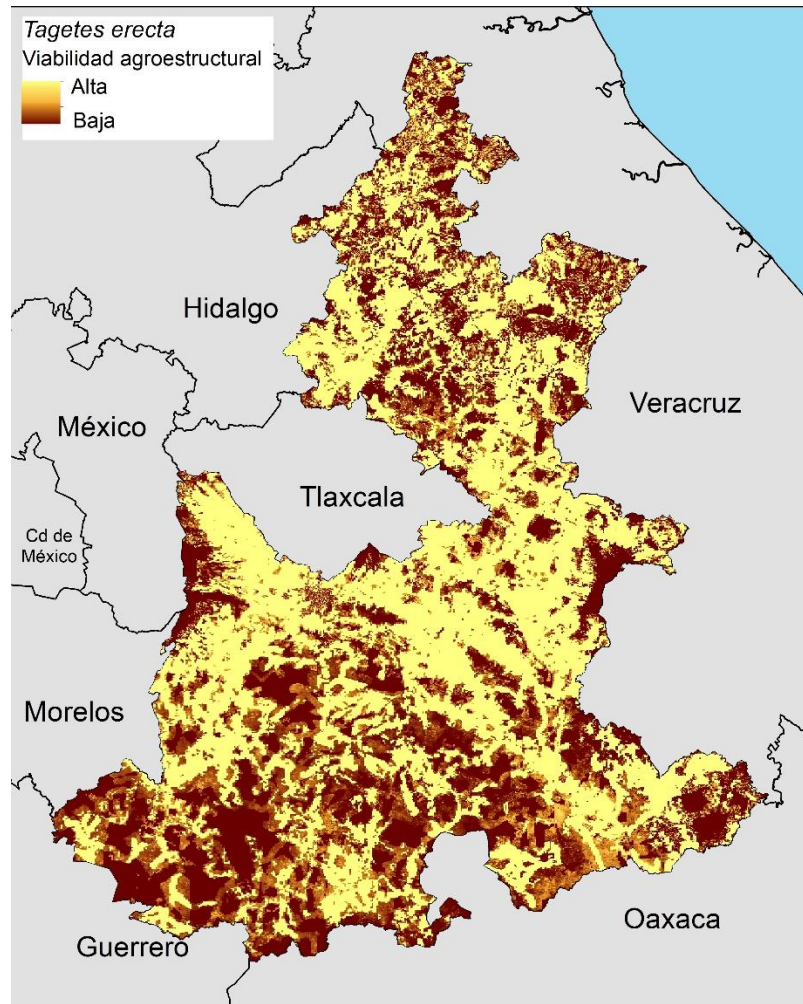 Tagetes erecta
Viabilidad agroestructural
Alta
Baja
Hidalgo
México
Veracruz
Tlaxcala
Cd de
México
Morelos
Oaxaca
Guerrero